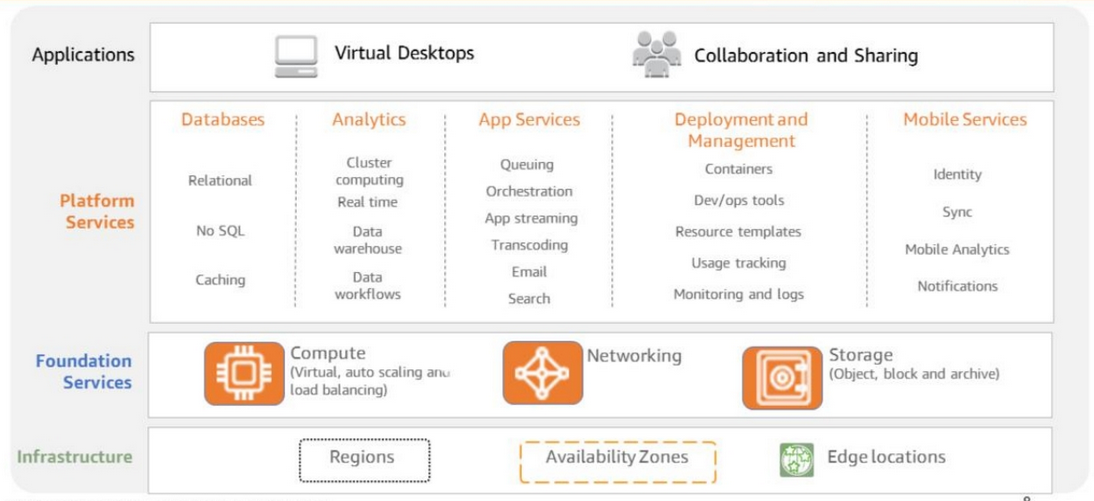 Applications
Virtual Desktops
Collaboration and Sharing
Platform
Services
Databases
Relational
No SQL
Caching
Analytics
Cluster
computing
Real time
Data
warehouse
Data
workflows
App Services
Queuing
Orchestration
App streaming
Transcoding
Email
Search
Deployment and
Management
Containers
Dev/ops tools
Resource templates
Usage tracking
Monitoring and logs
Mobile Services
Identity
Sync
Mobile Analytics
Notifications
Foundation
Services
Compute
(Virtual, auto scaling and
load balancing)
Networking
Storage
(Object, block and archive)
Infrastructure
Regions
Availability Zones
Edge locations